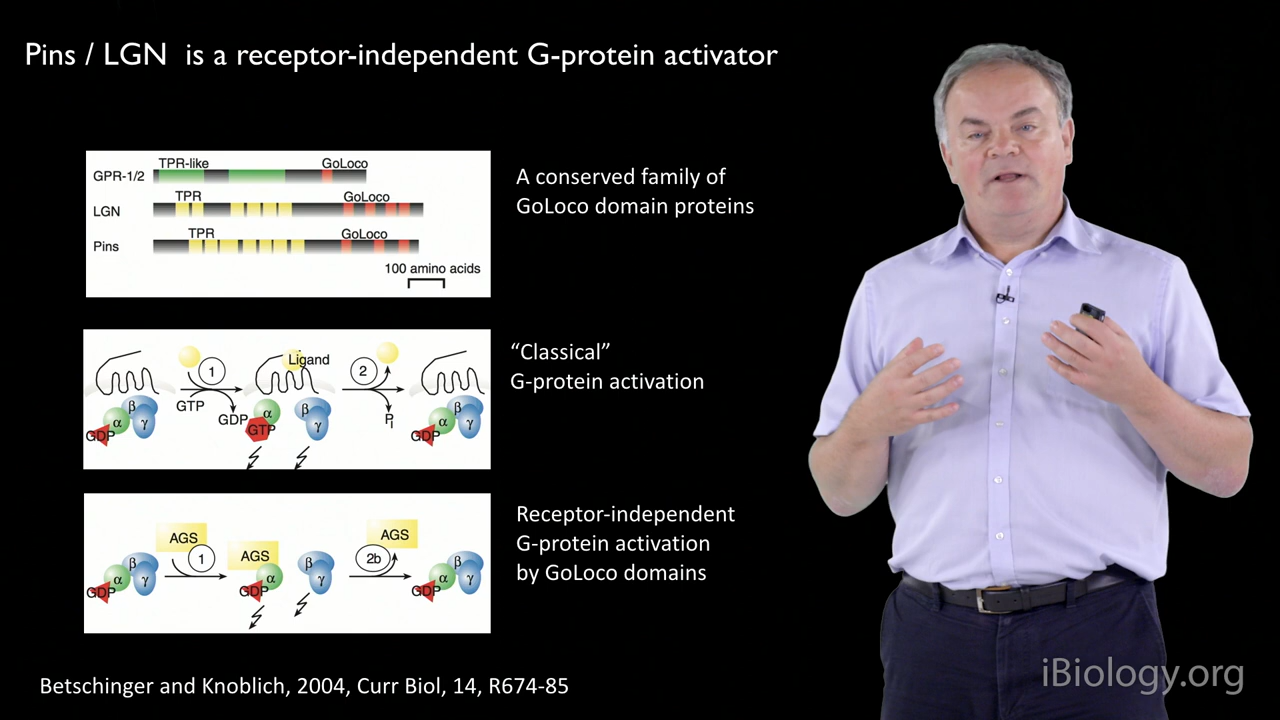 Pins / LGN is a receptor-independent G-protein activator
TPR-like GoLoco
GPR-1/2
TPR GoLoco
LGN
TPR GoLoco
Pins
100 amino acids
A conserved family of
GoLoco domain proteins
1 Ligand 2
GTP GDP Pi
β α γ GDP
β α γ GTP
β α γ GDP
“Classical”
G-protein activation
AGS 1 AGS 2b AGS
β α γ GDP
β α γ GDP
β α γ GDP
Receptor-independent
G-protein activation
by GoLoco domains
Betschinger and Knoblich, 2004, Curr Biol, 14, R674-85
iBiology.org